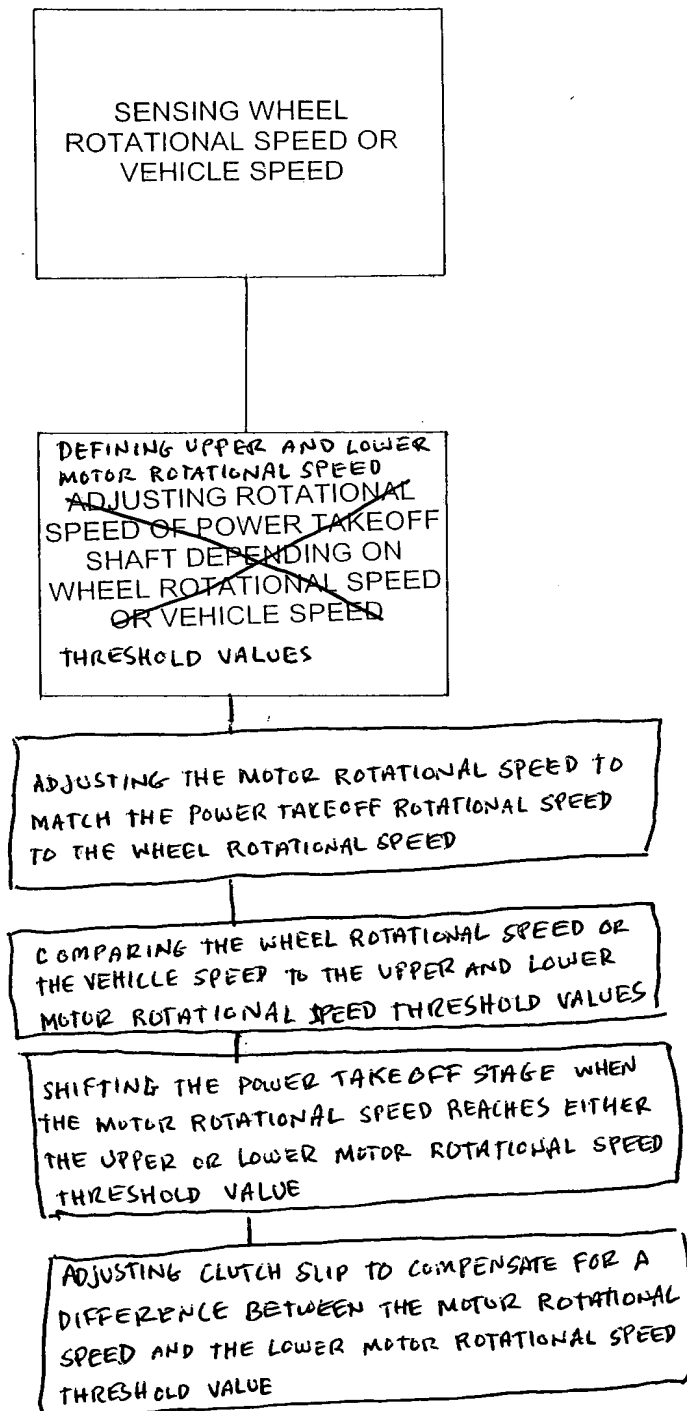 SENSING WHEEL
ROTATIONAL SPEED OR
VEHICLE SPEED
DEFINING UPPER AND LOWER
MOTOR ROTATIONAL SPEED
ADJUSTING ROTATIONAL
SPEED OF POWER TAKEOFF
SHAFT DEPENDING ON
WHEEL ROTATIONAL SPEED
OR VEHICLE SPEED
THRESHOLD VALUES
ADJUSTING THE MOTOR ROTATIONAL SPEED TO
MATCH THE POWER TAKEOFF ROTATIONAL SPEED
TO THE WHEEL ROTATIONAL SPEED
COMPARING THE WHEEL ROTATIONAL SPEED OR
THE VEHICLE SPEED TO THE UPPER AND LOWER
MOTOR ROTATIONAL SPEED THRESHOLD VALUES
SHIFTING THE POWER TAKEOFF STAGE WHEN
THE MOTOR ROTATIONAL SPEED REACHES EITHER
THE UPPER OR LOWER MOTOR ROTATIONAL SPEED
THRESHOLD VALUE
ADJUSTING CLUTCH SLIP TO COMPENSATE FOR A
DIFFERENCE BETWEEN THE MOTOR ROTATIONAL
SPEED AND THE LOWER MOTOR ROTATIONAL SPEED
THRESHOLD VALUE